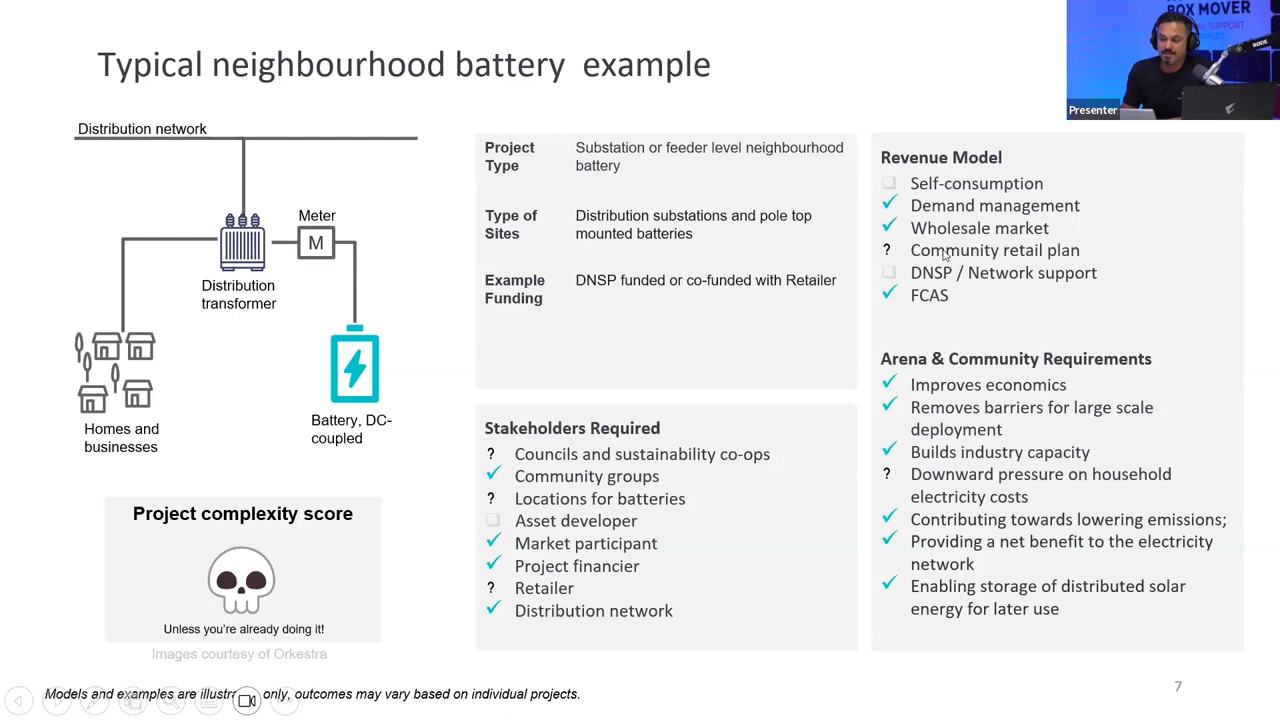 BOX MOVER
SUPPORT
RODE
Presenter
Typical neighbourhood battery example
Distribution network
Meter
M
Distribution
transformer
Homes and
businesses
Battery, DC-
coupled
Project complexity score
Unless you're already doing it!
Images courtesy of Orkestra
Project
Type
Substation or feeder level neighbourhood
battery
Type of
Sites
Distribution substations and pole top
mounted batteries
Example
Funding
DNSP funded or co-funded with Retailer
Stakeholders Required
? Councils and sustainability co-ops
✓ Community groups
? Locations for batteries
❑ Asset developer
✓ Market participant
✓ Project financier
? Retailer
✓ Distribution network
Revenue Model
❑ Self-consumption
✓ Demand management
✓ Wholesale market
? Community retail plan
❑ DNSP / Network support
✓ FCAS
Arena & Community Requirements
✓ Improves economics
✓ Removes barriers for large scale
deployment
✓ Builds industry capacity
? Downward pressure on household
electricity costs
✓ Contributing towards lowering emissions;
✓ Providing a net benefit to the electricity
network
✓ Enabling storage of distributed solar
energy for later use
Models and examples are illustra only, outcomes may vary based on individual projects.
7